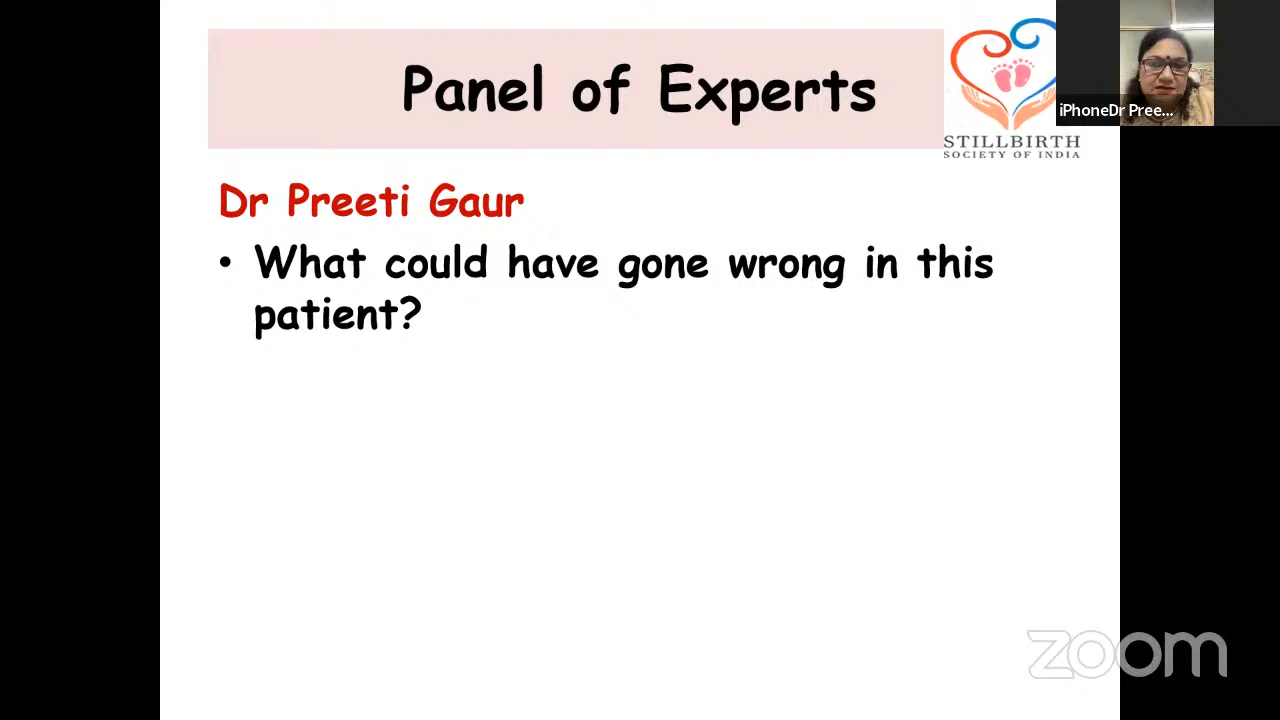 Panel of Experts
STILLBIRTH
SOCIETY OF INDIA
iPhoneDr Pree...
Dr Preeti Gaur
• What could have gone wrong in this
patient?
zoom